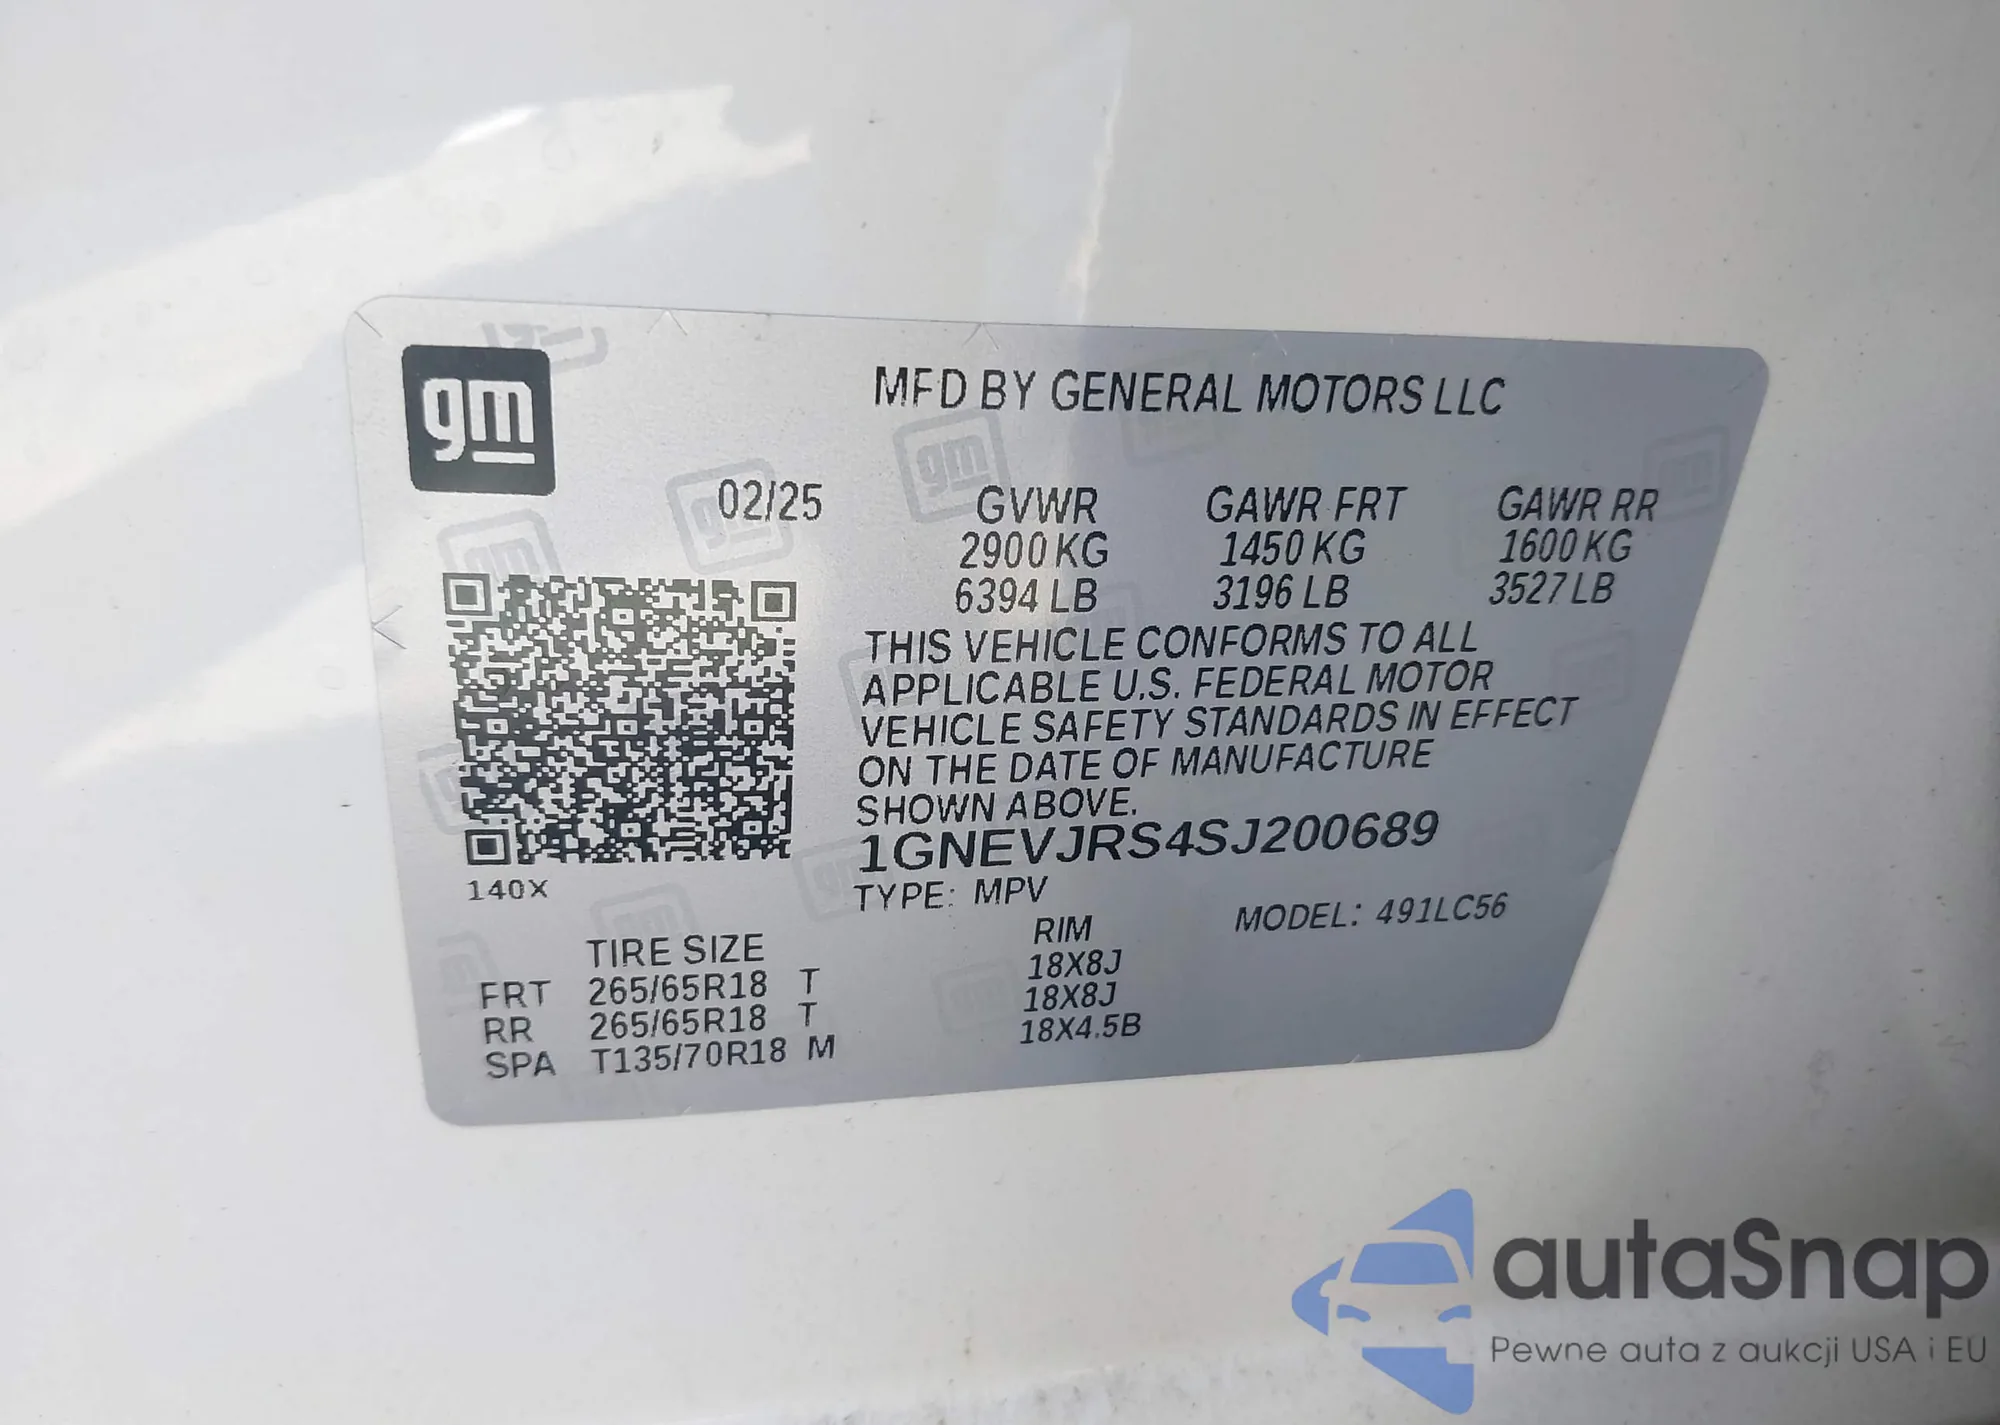 gm
MFD BY GENERAL MOTORS LLC
02/25
GVWR GAWR FRT GAWR RR
2900 KG 1450 KG 1600 KG
6394 LB 3196 LB 3527 LB
THIS VEHICLE CONFORMS TO ALL
APPLICABLE U.S. FEDERAL MOTOR
VEHICLE SAFETY STANDARDS IN EFFECT
ON THE DATE OF MANUFACTURE
SHOWN ABOVE.
1GNEVJRS4SJ200689
140X
TYPE: MPV
MODEL: 491LC56
TIRE SIZE RIM
FRT 265/65R18 T 18X8J
RR 265/65R18 T 18X8J
SPA T135/70R18 M 18X4.5B
autaSnap
Pewne auta z aukcji USA i EU